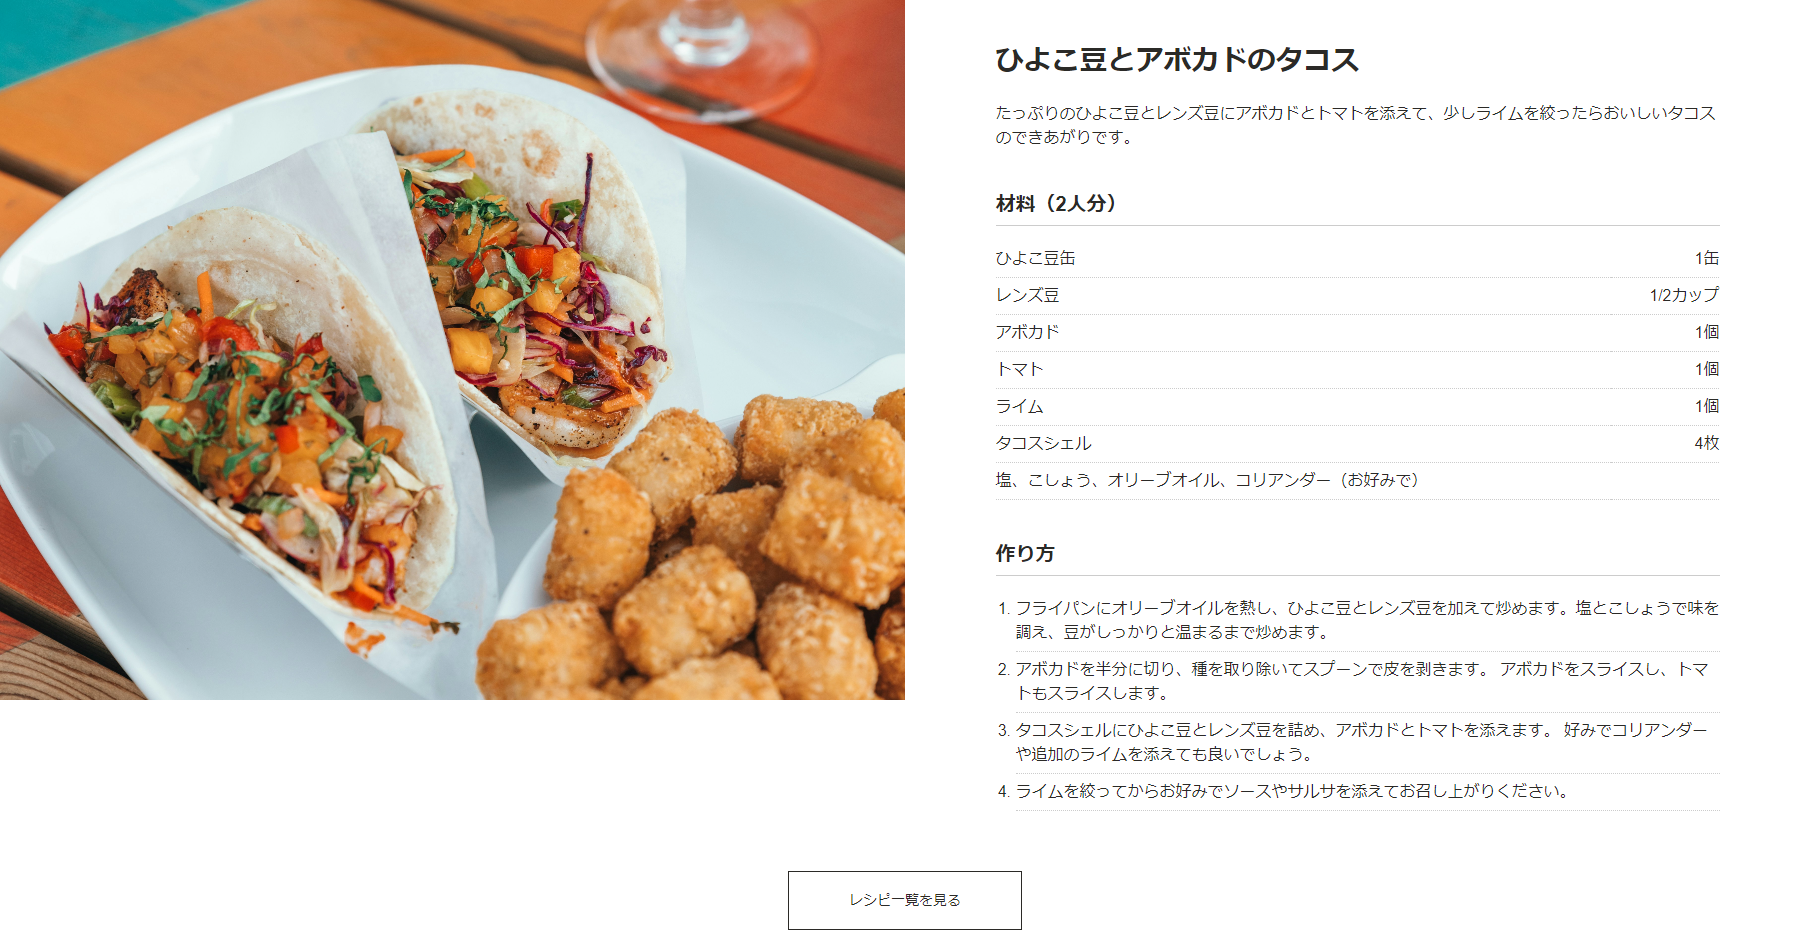 ひよこ豆とアボカドのタコス
たっぷりのひよこ豆とレンズ豆にアボカドとトマトを添えて、少しライムを絞ったらおいしいタコス
のできあがりです。
材料（2人分）
ひよこ豆缶 1缶
レンズ豆 1/2カップ
アボカド 1個
トマト 1個
ライム 1個
タコスシェル 4枚
塩、こしょう、オリーブオイル、コリアンダー（お好みで）
作り方
1. フライパンにオリーブオイルを熱し、ひよこ豆とレンズ豆を加えて炒めます。塩とこしょうで味を
調え、豆がしっかりと温まるまで炒めます。
2. アボカドを半分に切り、種を取り除いてスプーンで皮を剥きます。 アボカドをスライスし、トマ
トもスライスします。
3. タコスシェルにひよこ豆とレンズ豆を詰め、アボカドとトマトを添えます。 好みでコリアンダー
や追加のライムを添えても良いでしょう。
4. ライムを絞ってからお好みでソースやサルサを添えてお召し上がりください。
レシピ一覧を見る